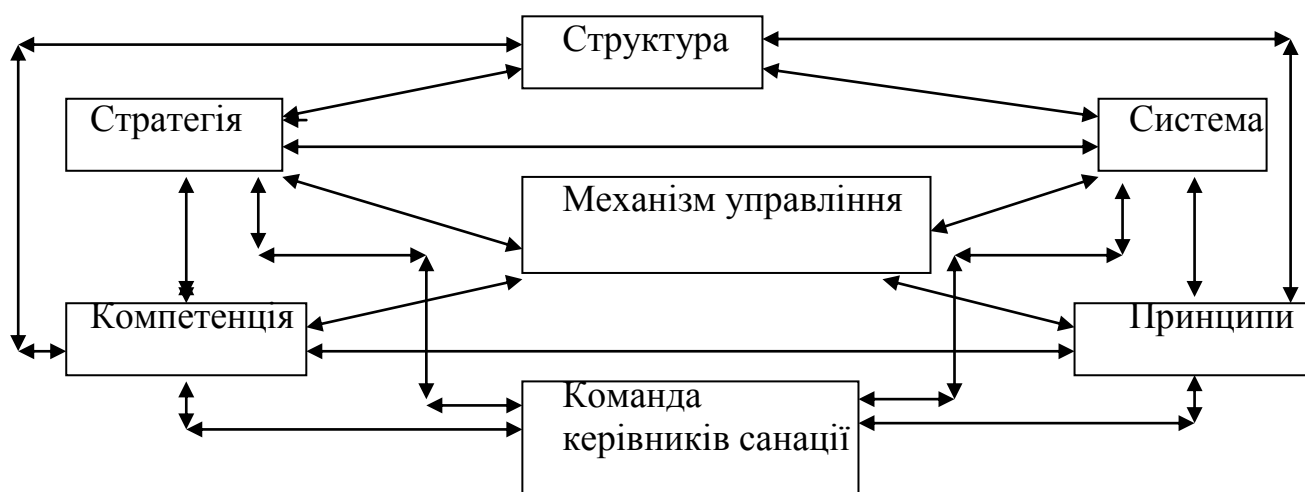 Структура
Стратегія
Система
Механізм управління
Компетенція
Принципи
Команда
керівників санації